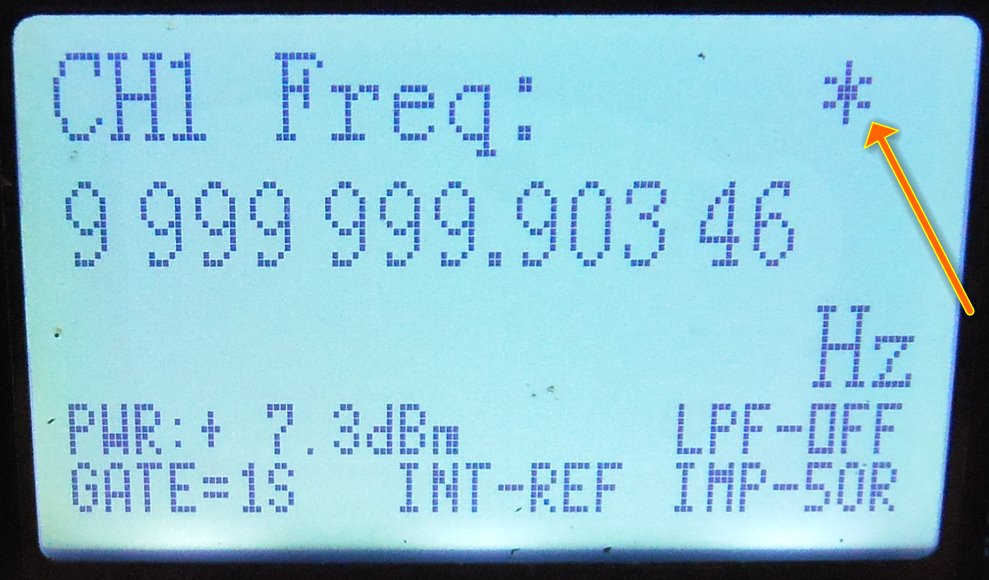 CH1 Freq: *
9 999 999.903 46
Hz
PWR:+ 7.3dBm LPF-OFF
GATE=1S INT-REF IMP-50R